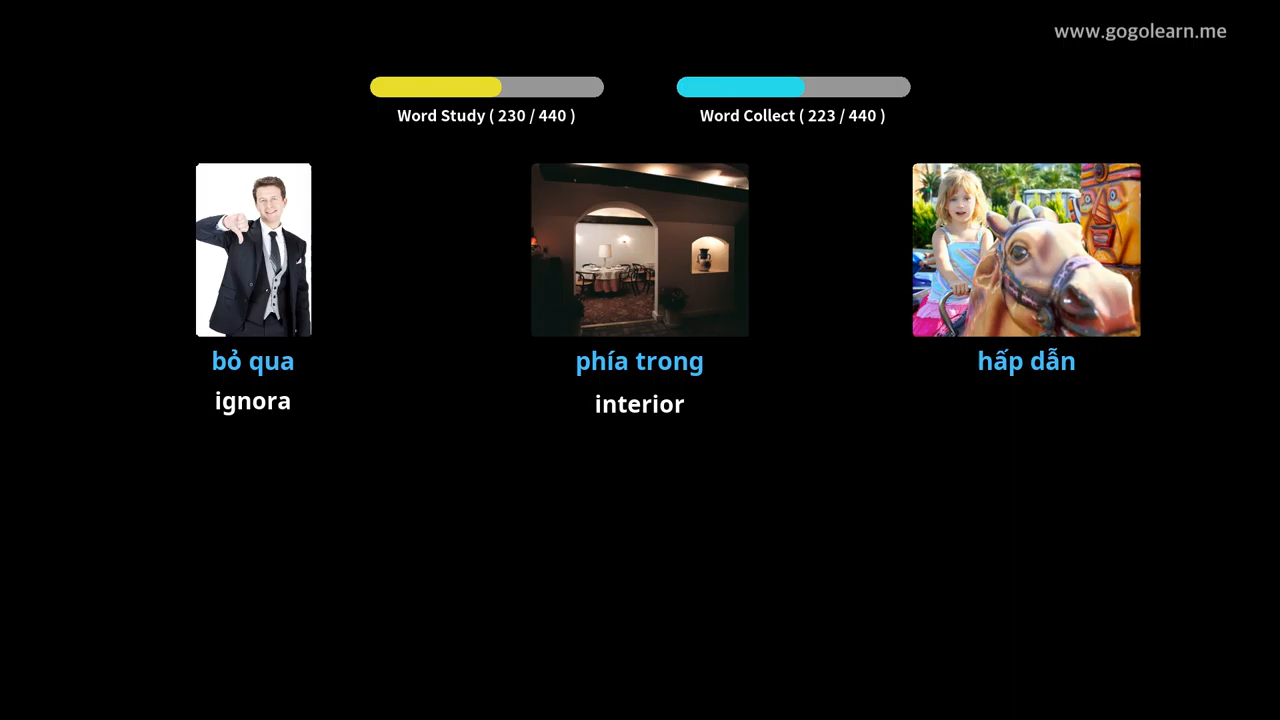 www.gogolearn.me
Word Study ( 230 / 440 )
Word Collect ( 223 / 440 )
bỏ qua
ignora
phía trong
interior
hấp dẫn